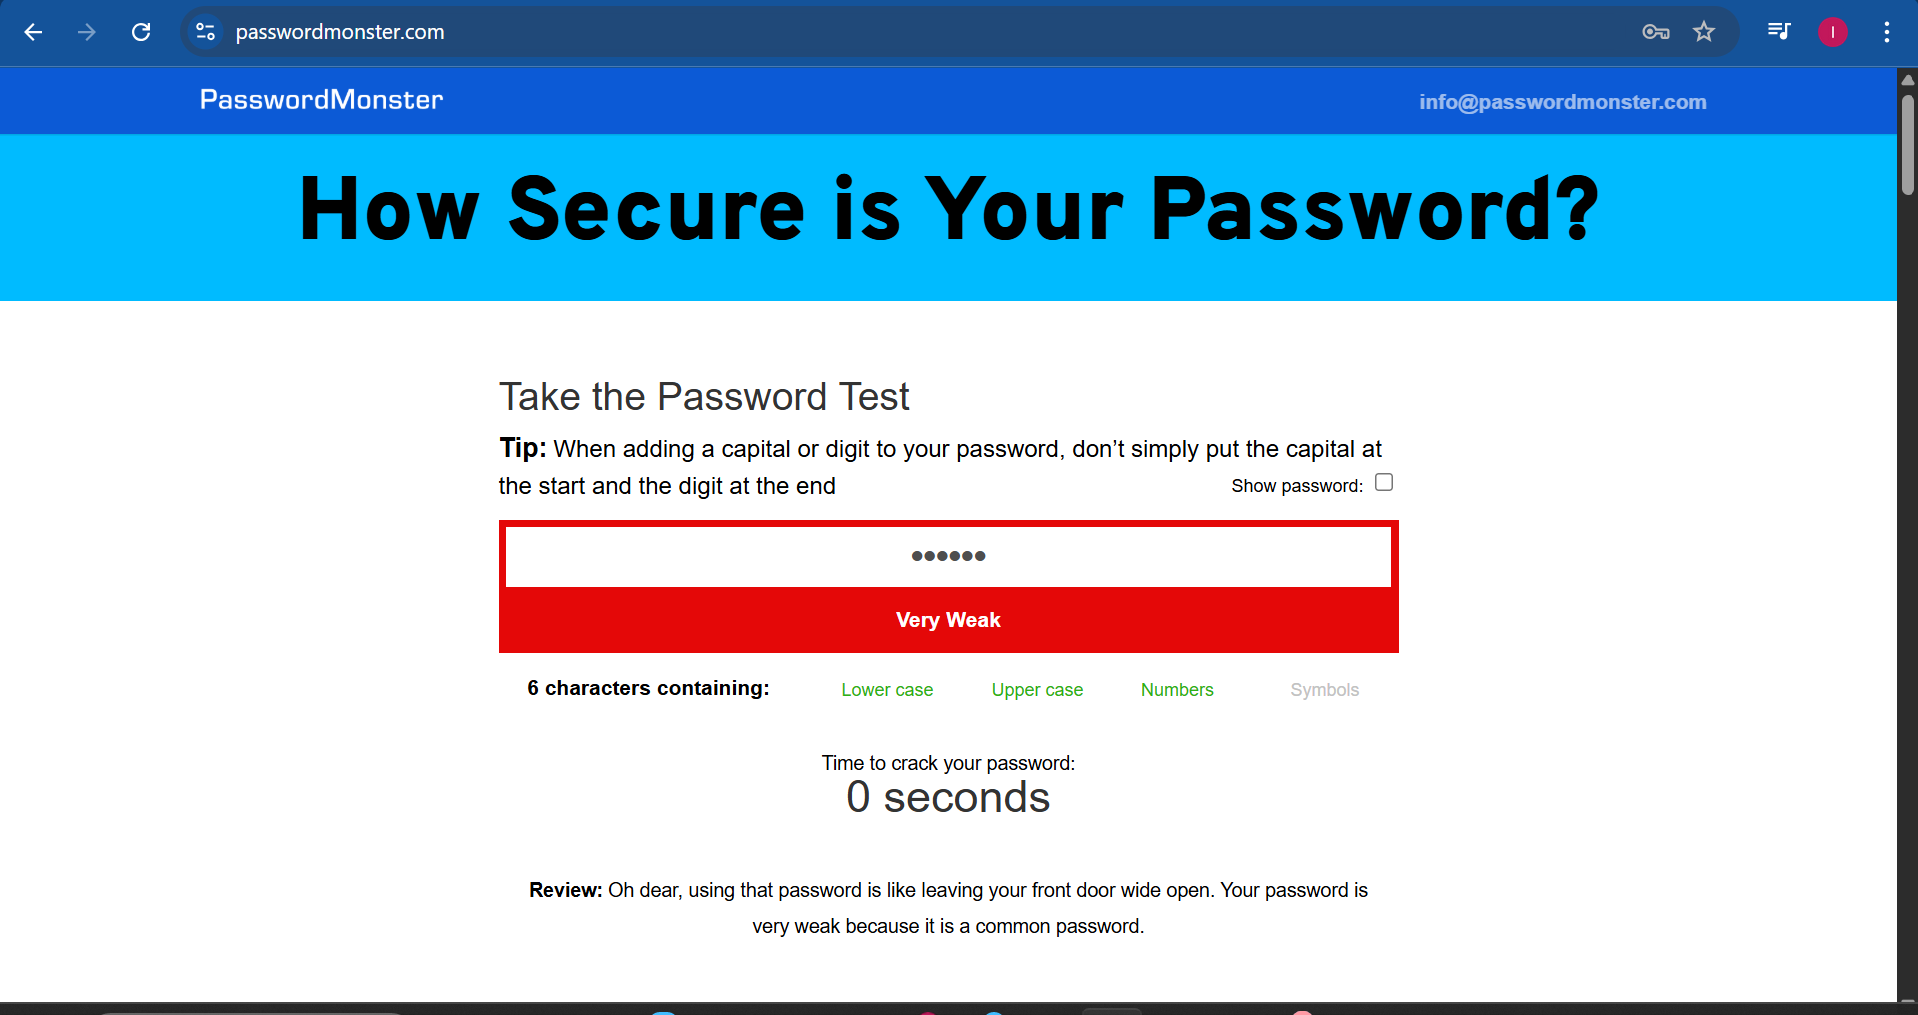 passwordmonster.com
I
PasswordMonster
info@passwordmonster.com
How Secure is Your Password?
Take the Password Test
Tip: When adding a capital or digit to your password, don’t simply put the capital at
the start and the digit at the end
Show password:
••••••
Very Weak
6 characters containing:
Lower case
Upper case
Numbers
Symbols
Time to crack your password:
0 seconds
Review: Oh dear, using that password is like leaving your front door wide open. Your password is
very weak because it is a common password.